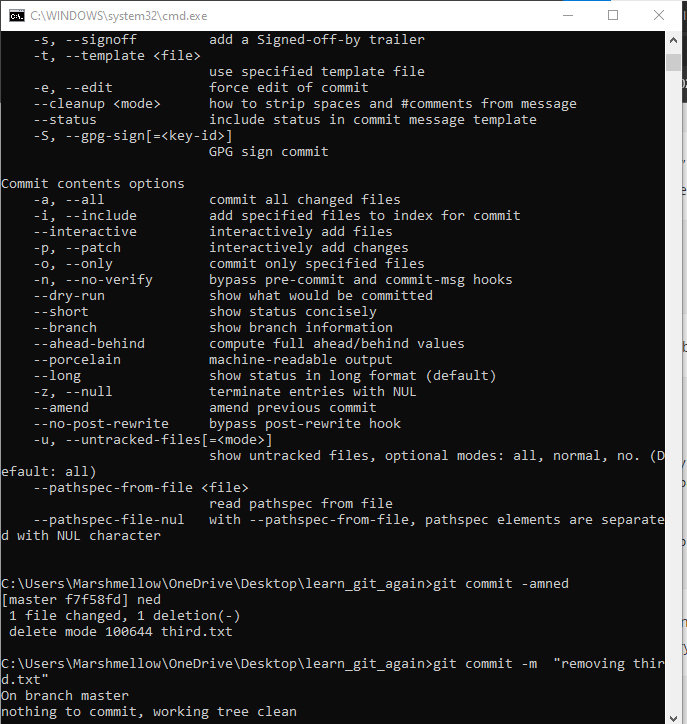 C:\WINDOWS\system32\cmd.exe
-s, --signoff add a Signed-off-by trailer
-t, --template <file>
use specified template file
-e, --edit force edit of commit
--cleanup <mode> how to strip spaces and #comments from message
--status include status in commit message template
-S, --gpg-sign[=<key-id>]
GPG sign commit
Commit contents options
-a, --all commit all changed files
-i, --include add specified files to index for commit
--interactive interactively add files
-p, --patch interactively add changes
-o, --only commit only specified files
-n, --no-verify bypass pre-commit and commit-msg hooks
--dry-run show what would be committed
--short show status concisely
--branch show branch information
--ahead-behind compute full ahead/behind values
--porcelain machine-readable output
--long show status in long format (default)
-z, --null terminate entries with NUL
--amend amend previous commit
--no-post-rewrite bypass post-rewrite hook
-u, --untracked-files[=<mode>]
show untracked files, optional modes: all, normal, no. (D
efault: all)
--pathspec-from-file <file>
read pathspec from file
--pathspec-file-nul with --pathspec-from-file, pathspec elements are separate
d with NUL character
C:\Users\Marshmellow\OneDrive\Desktop\learn_git_again>git commit -amned
[master f7f58fd] ned
1 file changed, 1 deletion(-)
delete mode 100644 third.txt
C:\Users\Marshmellow\OneDrive\Desktop\learn_git_again>git commit -m "removing thir
d.txt"
On branch master
nothing to commit, working tree clean